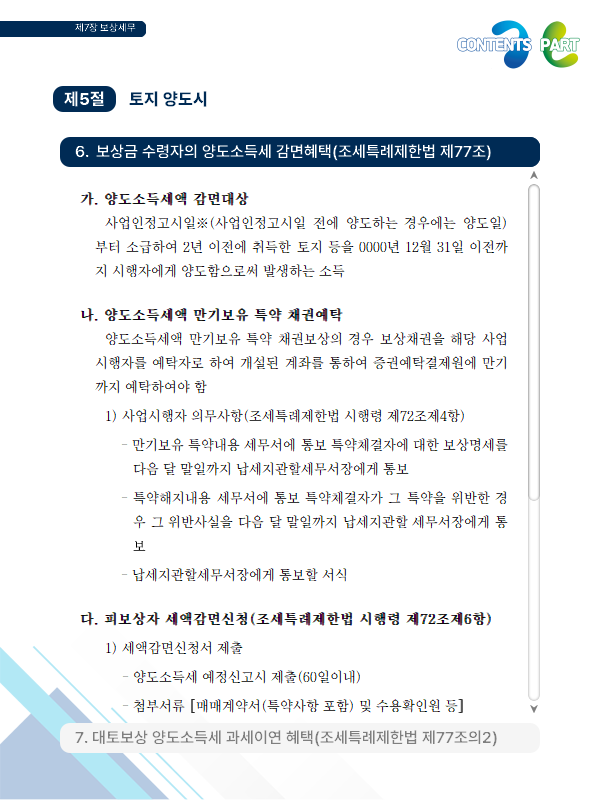 제7장 보상세무
CONTENTS PART
제5절 토지 양도시
6. 보상금 수령자의 양도소득세 감면혜택(조세특례제한법 제77조)
가. 양도소득세액 감면대상
사업인정고시일※(사업인정고시일 전에 양도하는 경우에는 양도일)
부터 소급하여 2년 이전에 취득한 토지 등을 0000년 12월 31일 이전까
지 시행자에게 양도함으로써 발생하는 소득
나. 양도소득세액 만기보유 특약 채권예탁
양도소득세액 만기보유 특약 채권보상의 경우 보상채권을 해당 사업
시행자를 예탁자로 하여 개설된 계좌를 통하여 증권예탁결제원에 만기
까지 예탁하여야 함
1) 사업시행자 의무사항(조세특례제한법 시행령 제72조제4항)
- 만기보유 특약내용 세무서에 통보 특약체결자에 대한 보상명세를
다음 달 말일까지 납세지관할세무서장에게 통보
- 특약해지내용 세무서에 통보 특약체결자가 그 특약을 위반한 경
우 그 위반사실을 다음 달 말일까지 납세지관할 세무서장에게 통
보
- 납세지관할세무서장에게 통보할 서식
다. 피보상자 세액감면신청(조세특례제한법 시행령 제72조제6항)
1) 세액감면신청서 제출
- 양도소득세 예정신고시 제출(60일이내)
- 첨부서류 [매매계약서(특약사항 포함) 및 수용확인원 등]
7. 대토보상 양도소득세 과세이연 혜택(조세특례제한법 제77조의2)